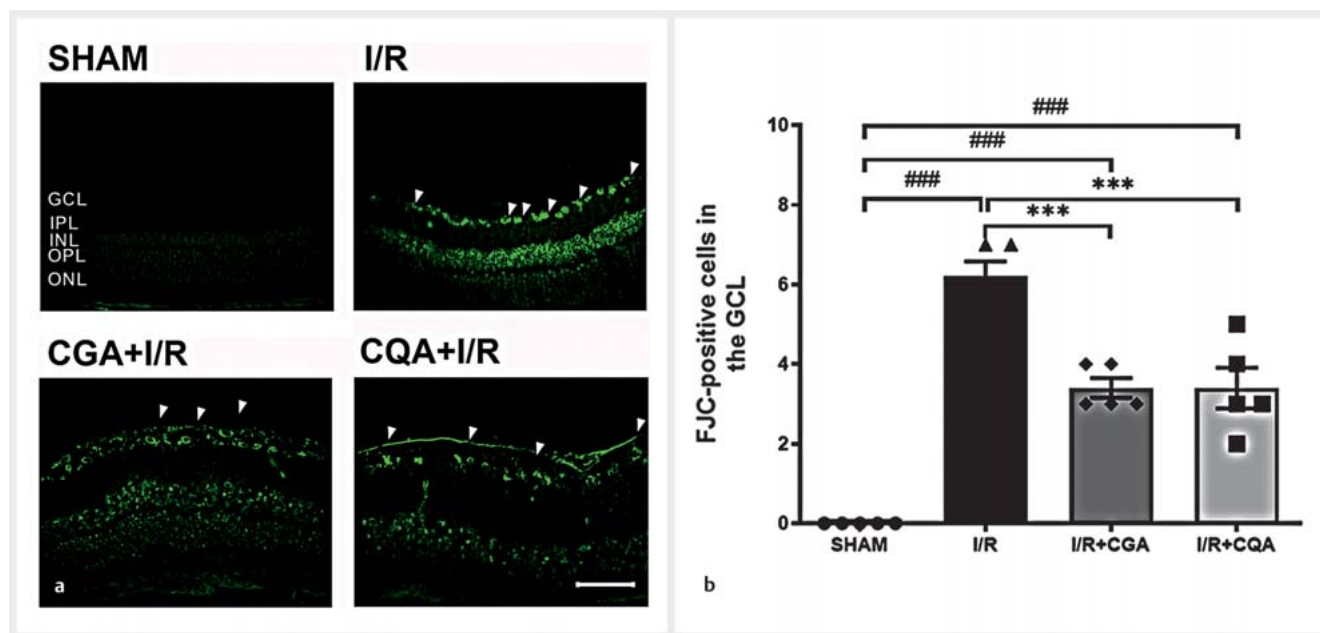 SHAM
I/R
GCL
IPL
INL
OPL
ONL
CGA+I/R
CQA+I/R
a
FJC-positive cells in
the GCL
10
8
6
4
2
0
###
###
###
***
***
SHAM
I/R
I/R+CGA
I/R+CQA
b